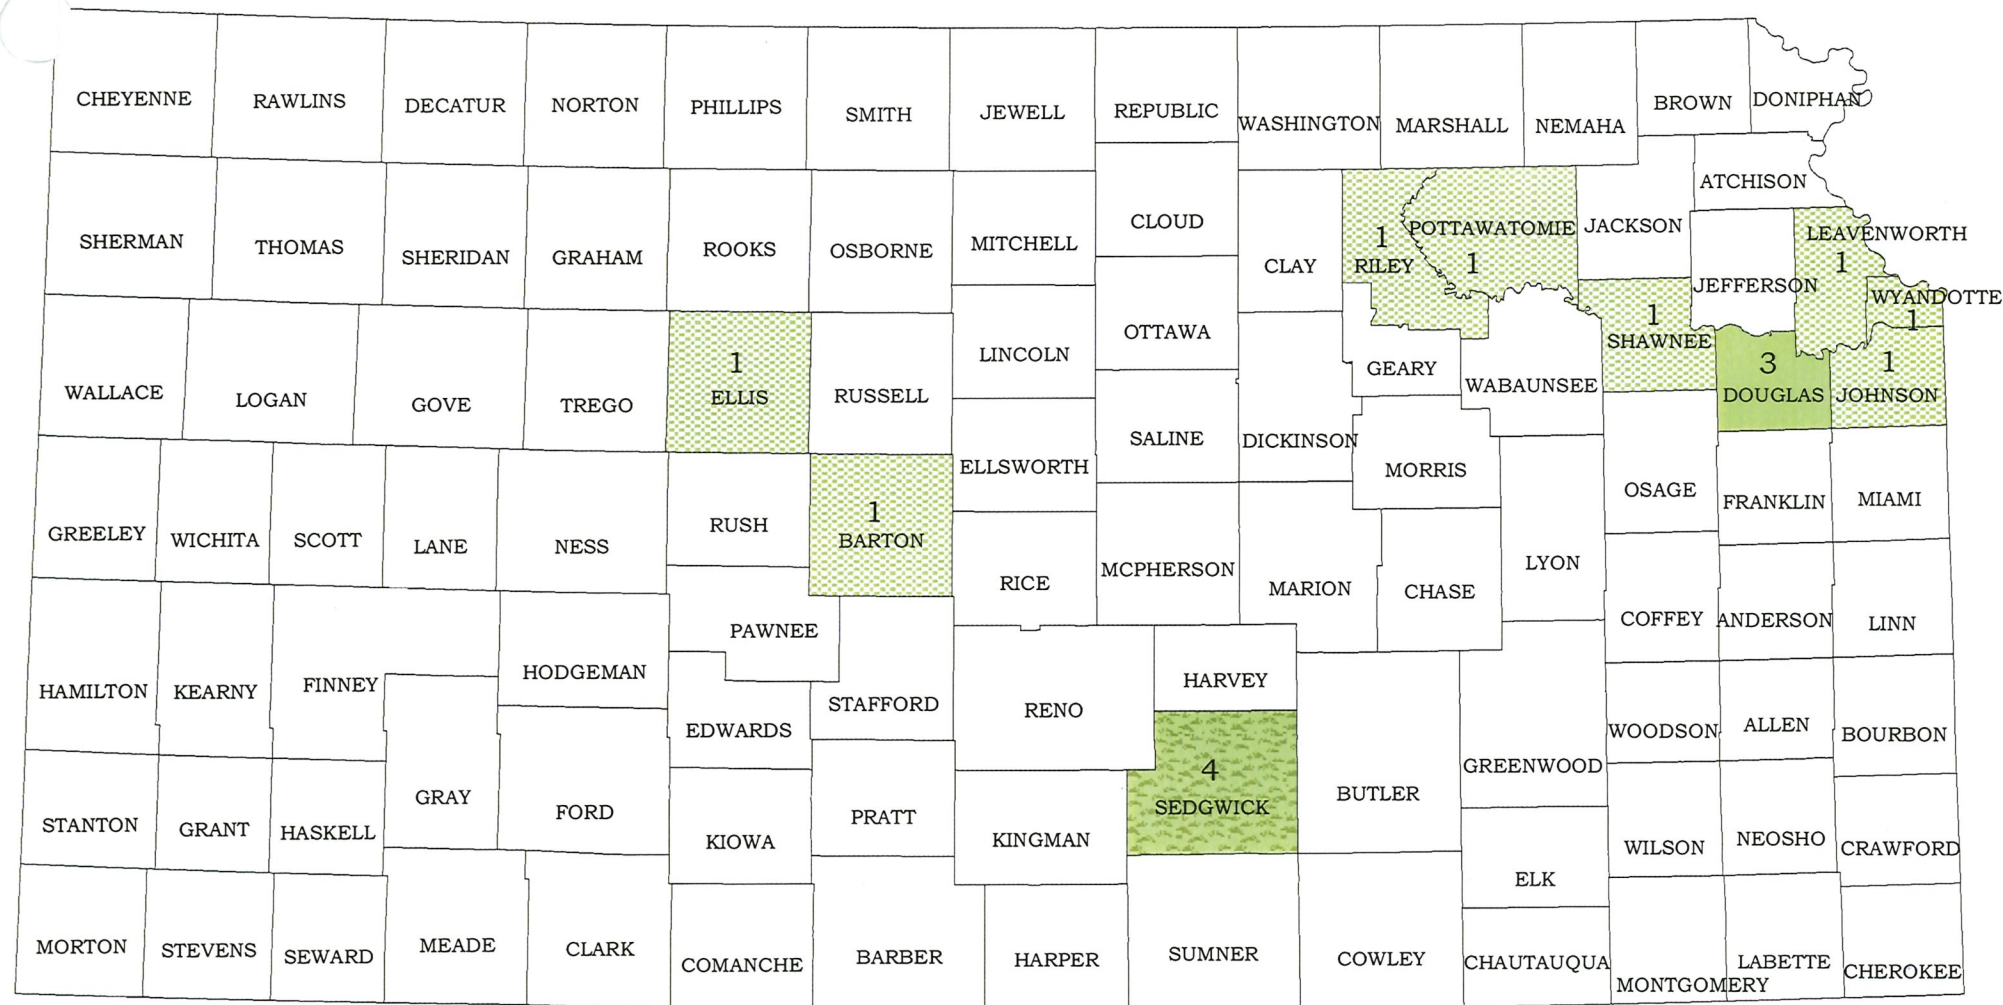 CHEYENNE
RAWLINS
DECATUR
NORTON
PHILLIPS
SMITH
JEWELL
REPUBLIC
WASHINGTON
MARSHALL
NEMAHA
BROWN
DONIPHAN
ATCHISON
SHERMAN
THOMAS
SHERIDAN
GRAHAM
ROOKS
OSBORNE
MITCHELL
CLOUD
CLAY
1
RILEY
POTTAWATOMIE
1
JACKSON
JEFFERSON
LEAVENWORTH
1
WYANDOTTE
1
WALLACE
LOGAN
GOVE
TREGO
1
ELLIS
RUSSELL
LINCOLN
OTTAWA
SALINE
DICKINSON
GEARY
WABAUNSEE
1
SHAWNEE
3
DOUGLAS
1
JOHNSON
GREELEY
WICHITA
SCOTT
LANE
NESS
RUSH
1
BARTON
ELLSWORTH
RICE
MCPHERSON
MARION
MORRIS
CHASE
LYON
OSAGE
FRANKLIN
MIAMI
COFFEY
ANDERSON
LINN
HAMILTON
KEARNY
FINNEY
HODGEMAN
PAWNEE
EDWARDS
STAFFORD
RENO
HARVEY
4
SEDGWICK
BUTLER
GREENWOOD
WOODSON
ALLEN
BOURBON
STANTON
GRANT
HASKELL
GRAY
FORD
KIOWA
PRATT
KINGMAN
ELK
WILSON
NEOSHO
CRAWFORD
MORTON
STEVENS
SEWARD
MEADE
CLARK
COMANCHE
BARBER
HARPER
SUMNER
COWLEY
CHAUTAUQUA
MONTGOMERY
LABETTE
CHEROKEE